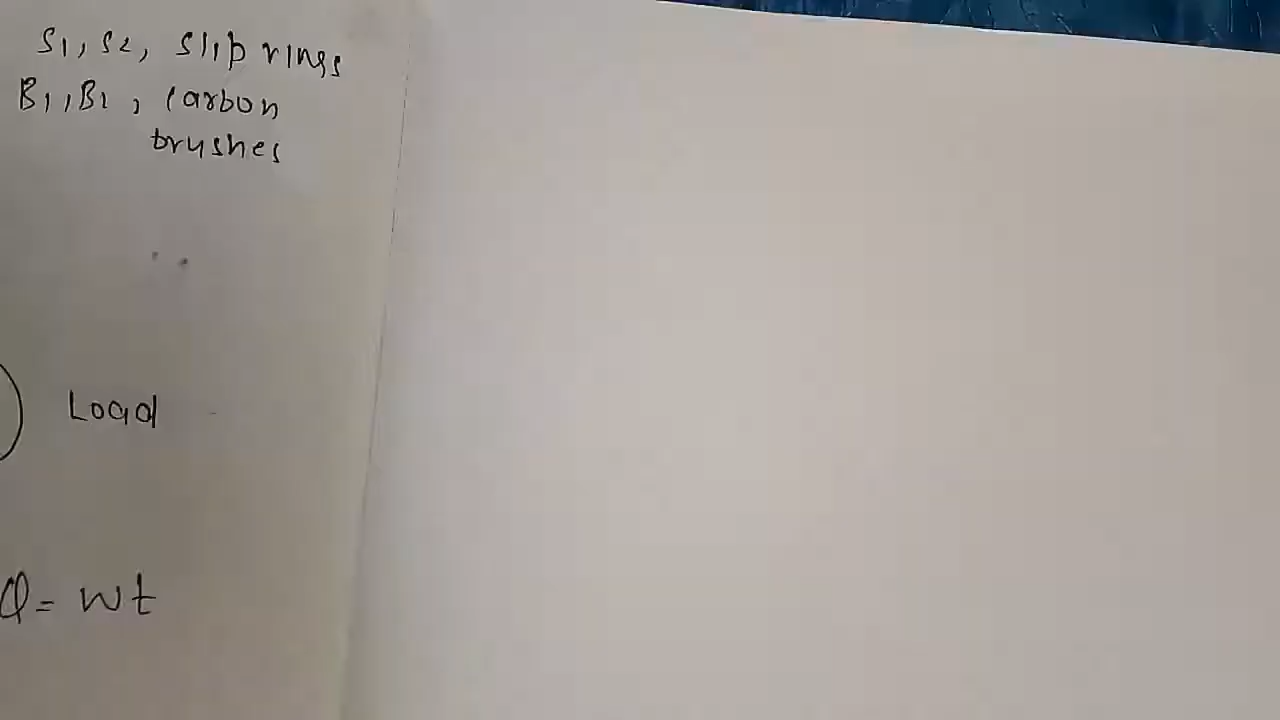 S1, S2, Slip rings
B1, B2, Carbon
brushes
Load
Q = wt